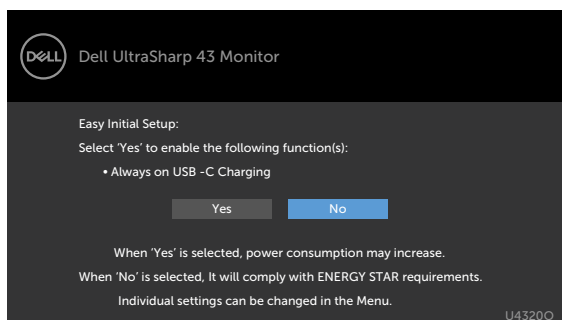 DELL
Dell UltraSharp 43 Monitor
Easy Initial Setup:
Select ‘Yes’ to enable the following function(s):
• Always on USB -C Charging
Yes No
When ‘Yes’ is selected, power consumption may increase.
When ‘No’ is selected, It will comply with ENERGY STAR requirements.
Individual settings can be changed in the Menu.
U4320Q